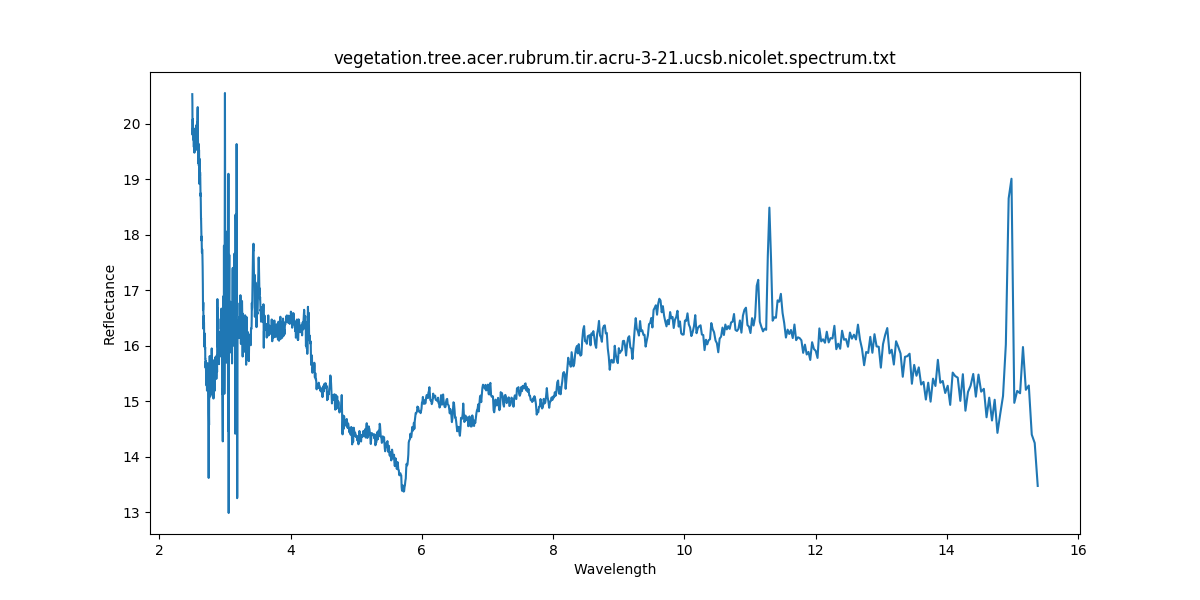 vegetation.tree.acer.rubrum.tir.acru-3-21.ucsb.nicolet.spectrum.txt
20
19
18
17
16
15
14
13
Reflectance
2 4 6 8 10 12 14 16
Wavelength